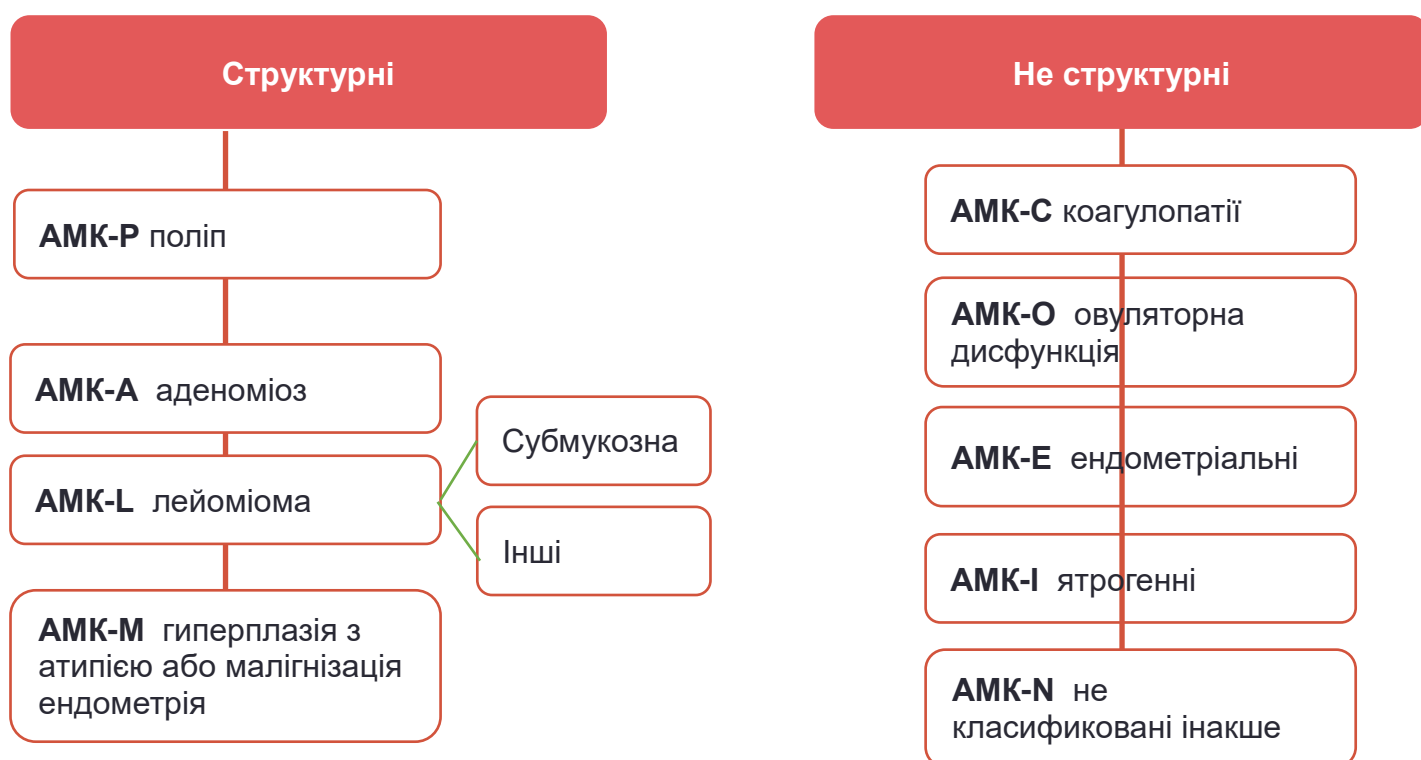 Структурні
АМК-P поліп
АМК-A аденоміоз
АМК-L лейоміома
Субмукозна
Інші
АМК-M гиперплазія з
атипією або малігнізація
ендометрія
Не структурні
АМК-C коагулопатії
АМК-O овуляторна
дисфункція
АМК-E ендометріальні
АМК-I ятрогенні
АМК-N не
класификовані інакше